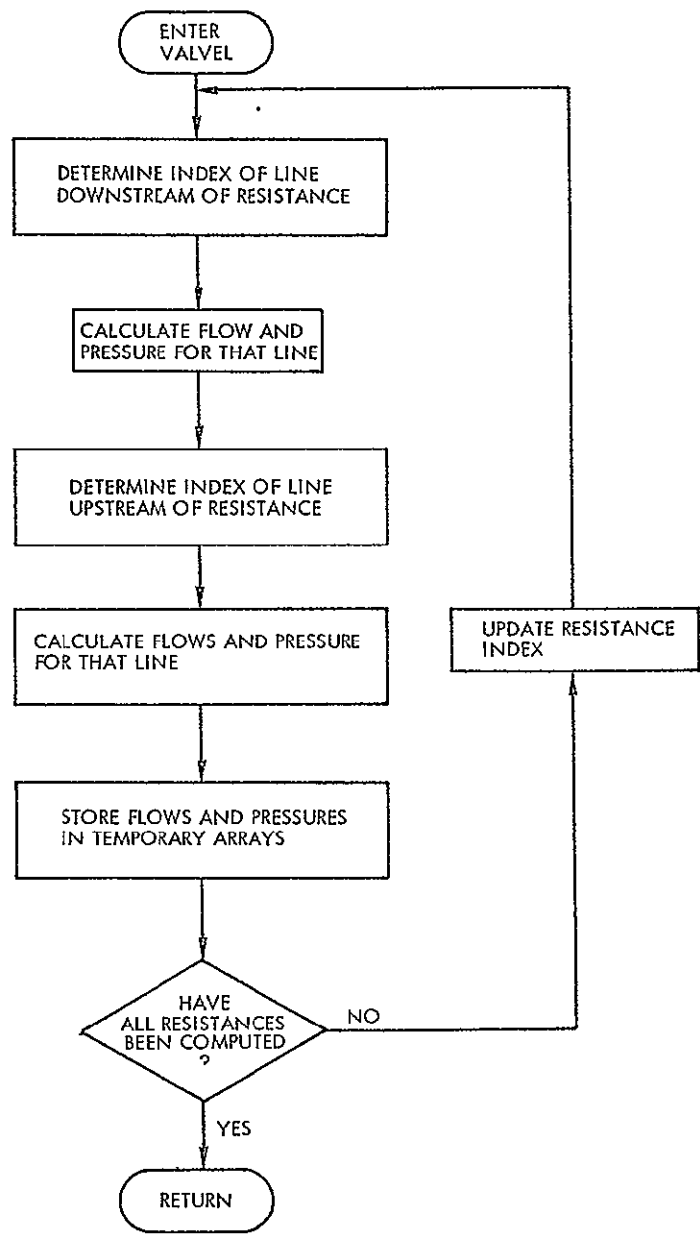 ENTER
VALVEL
DETERMINE INDEX OF LINE
DOWNSTREAM OF RESISTANCE
CALCULATE FLOW AND
PRESSURE FOR THAT LINE
DETERMINE INDEX OF LINE
UPSTREAM OF RESISTANCE
CALCULATE FLOWS AND PRESSURE
FOR THAT LINE
UPDATE RESISTANCE
INDEX
STORE FLOWS AND PRESSURES
IN TEMPORARY ARRAYS
HAVE
ALL RESISTANCES
BEEN COMPUTED
?
NO
YES
RETURN